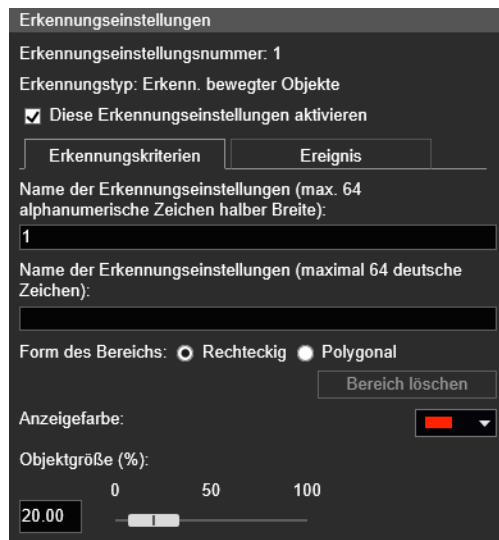 Erkennungseinstellungen
Erkennungseinstellungsnummer: 1
Erkennungstyp: Erkenn. bewegter Objekte
Diese Erkennungseinstellungen aktivieren
Erkennungskriterien Ereignis
Name der Erkennungseinstellungen (max. 64
alphanumerische Zeichen halber Breite):
1
Name der Erkennungseinstellungen (maximal 64 deutsche
Zeichen):
Form des Bereichs: Rechteckig Polygonal
Bereich löschen
Anzeigefarbe:
Objektgröße (%):
0 50 100
20.00